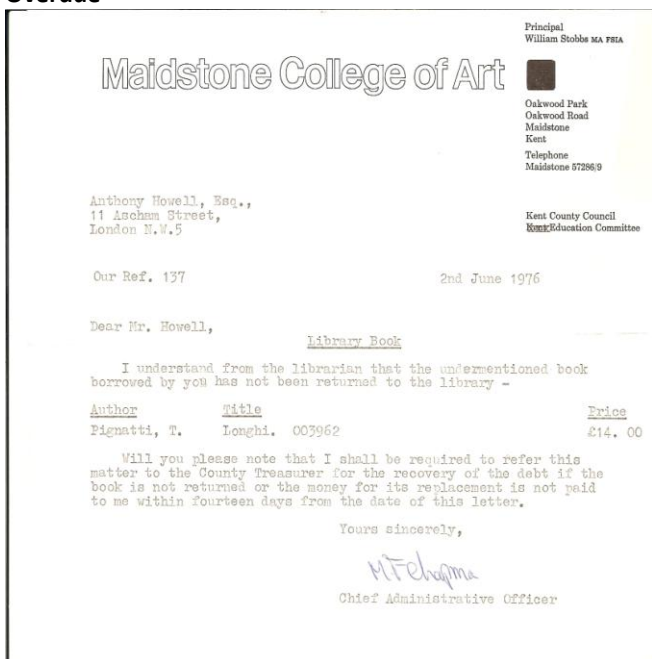 Overdue
Principal
William Stobbs MA FSIA
Maidstone College of Art
Oakwood Park
Oakwood Road
Maidstone
Kent
Telephone
Maidstone 57286/9
Anthony Howell, Esq.,
11 Ascham Street,
London N.W.5
Kent County Council
Education Committee
Our Ref. 137 2nd June 1976
Dear Mr. Howell,
Library Book
I understand from the librarian that the undermentioned book
borrowed by you has not been returned to the library -
Author Title Price
Pignatti, T. Longhi. 003962 £14. 00
Will you please note that I shall be required to refer this
matter to the County Treasurer for the recovery of the debt if the
book is not returned or the money for its replacement is not paid
to me within fourteen days from the date of this letter.
Yours sincerely,
Chief Administrative Officer